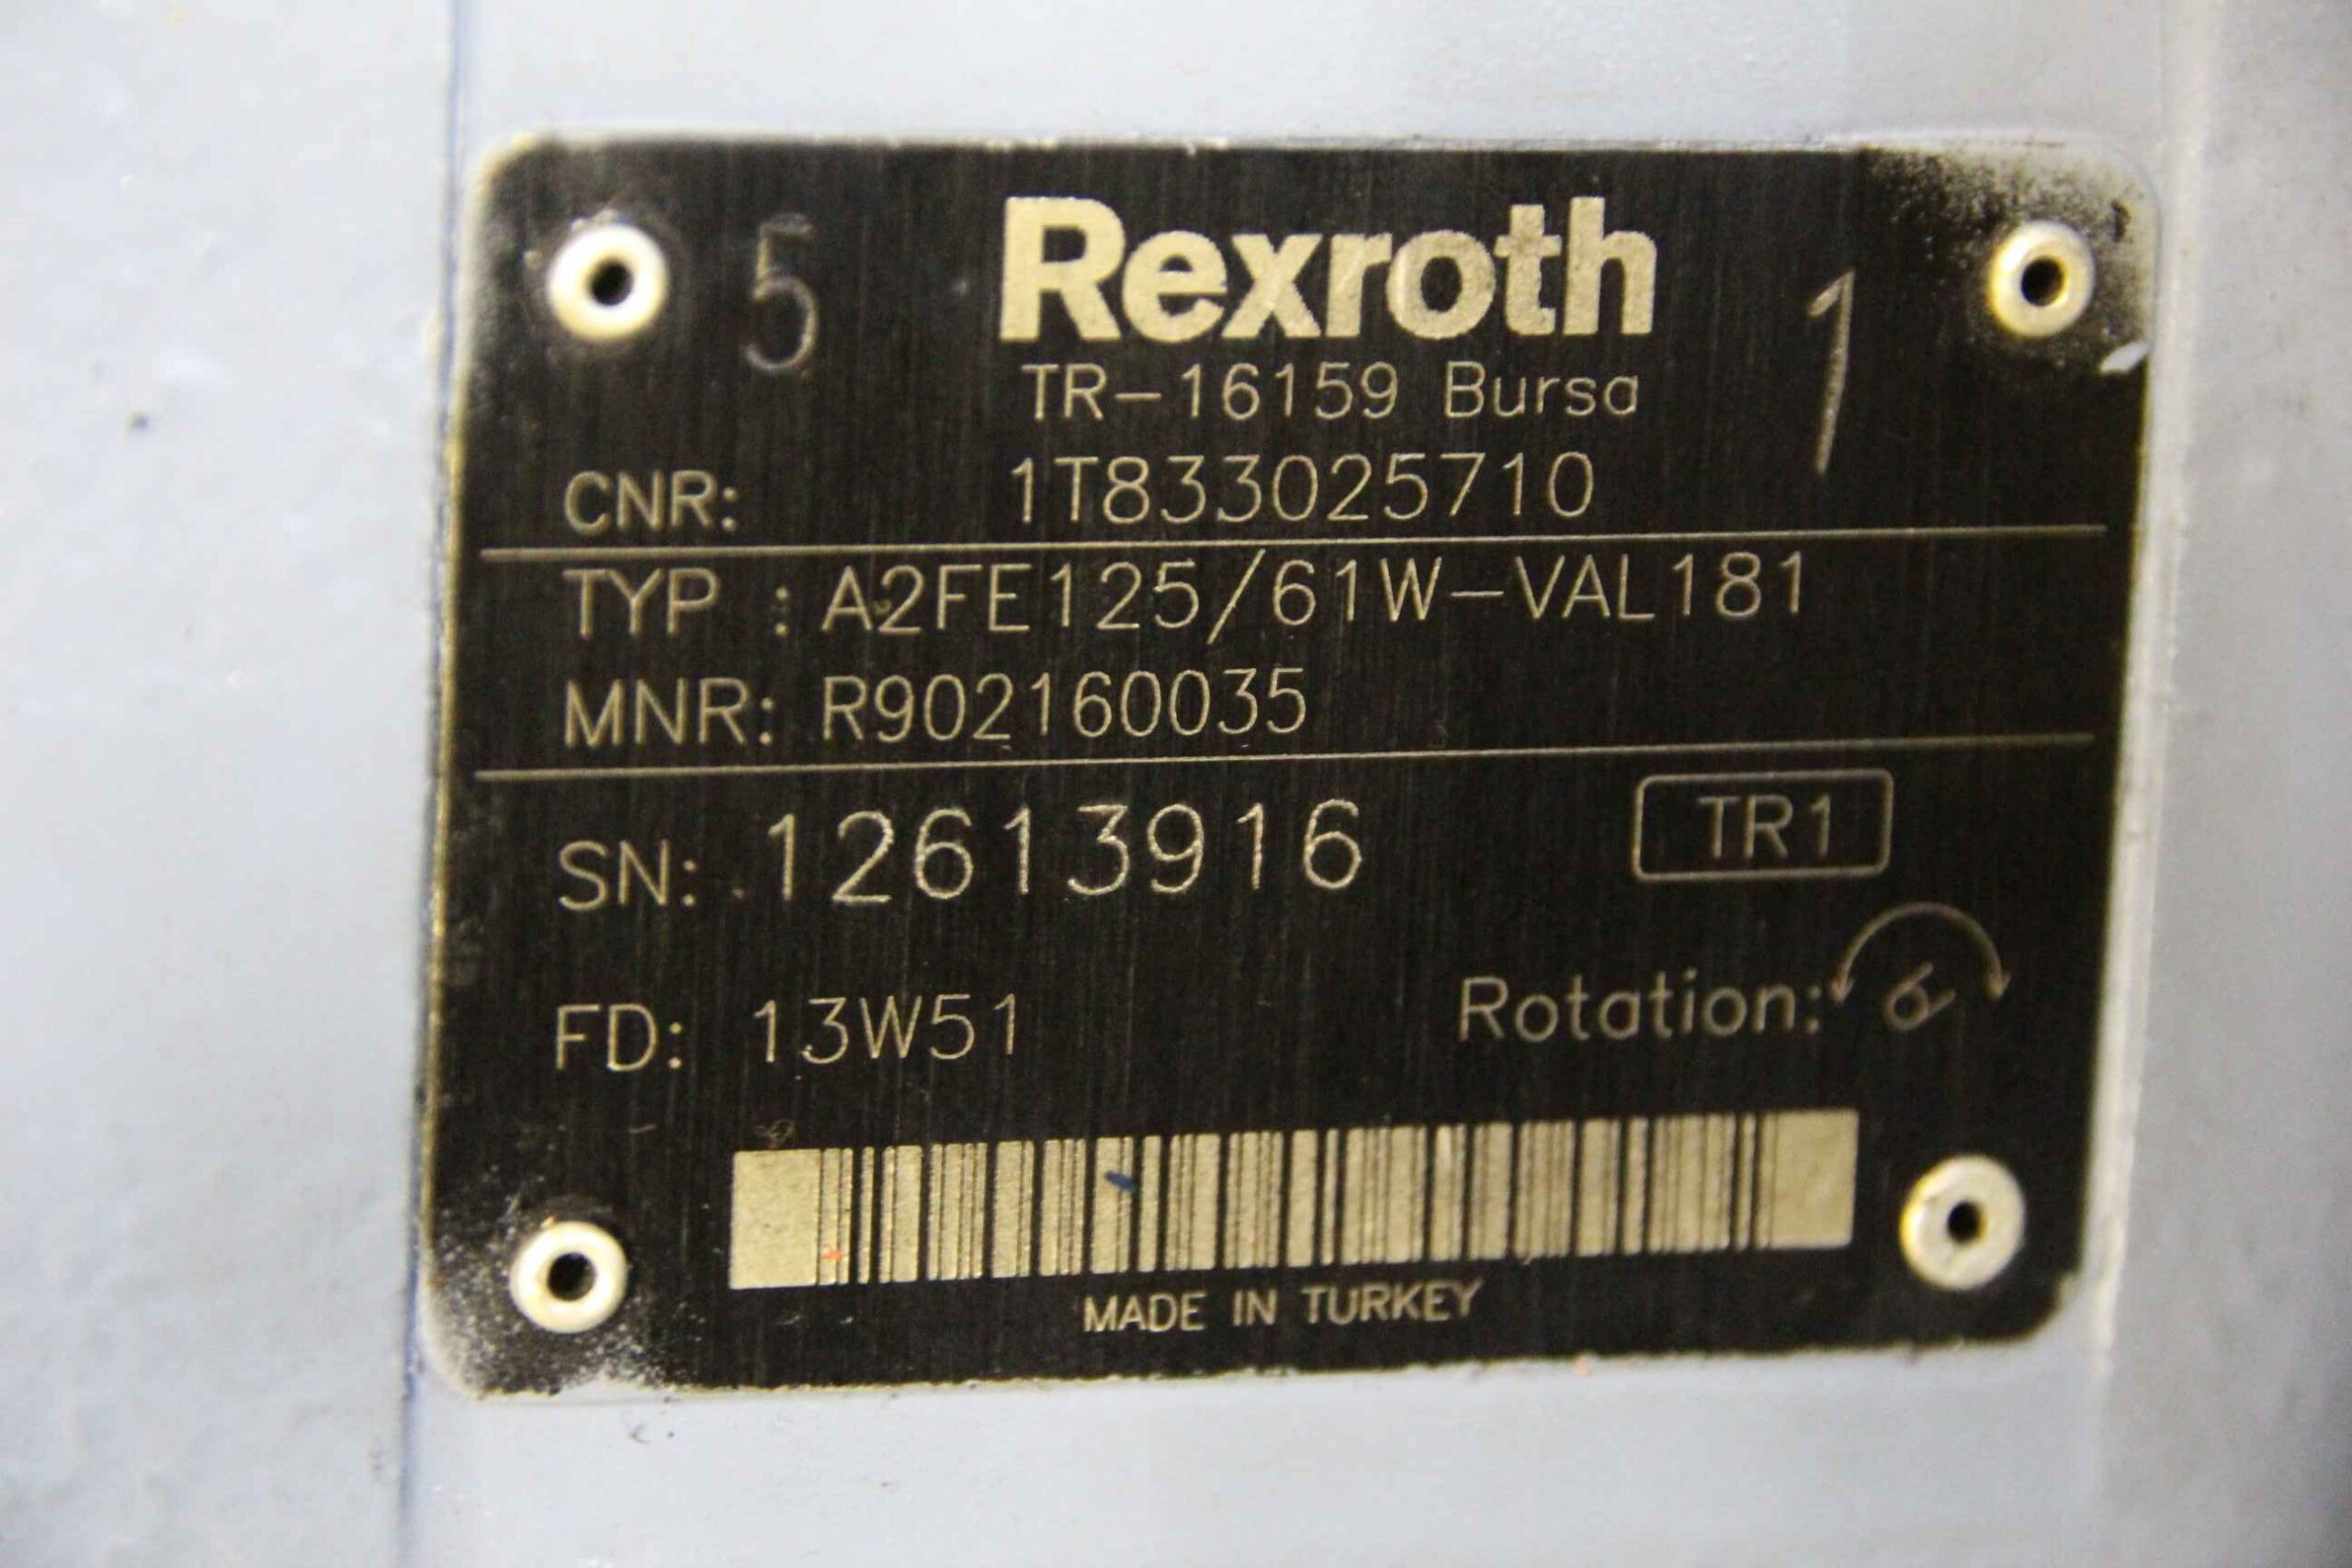 5 Rexroth 1
TR-16159 Bursa
CNR: 1T833025710
TYP : A2FE125/61W-VAL181
MNR: R902160035
SN: 12613916 TR1
FD: 13W51 Rotation:
MADE IN TURKEY